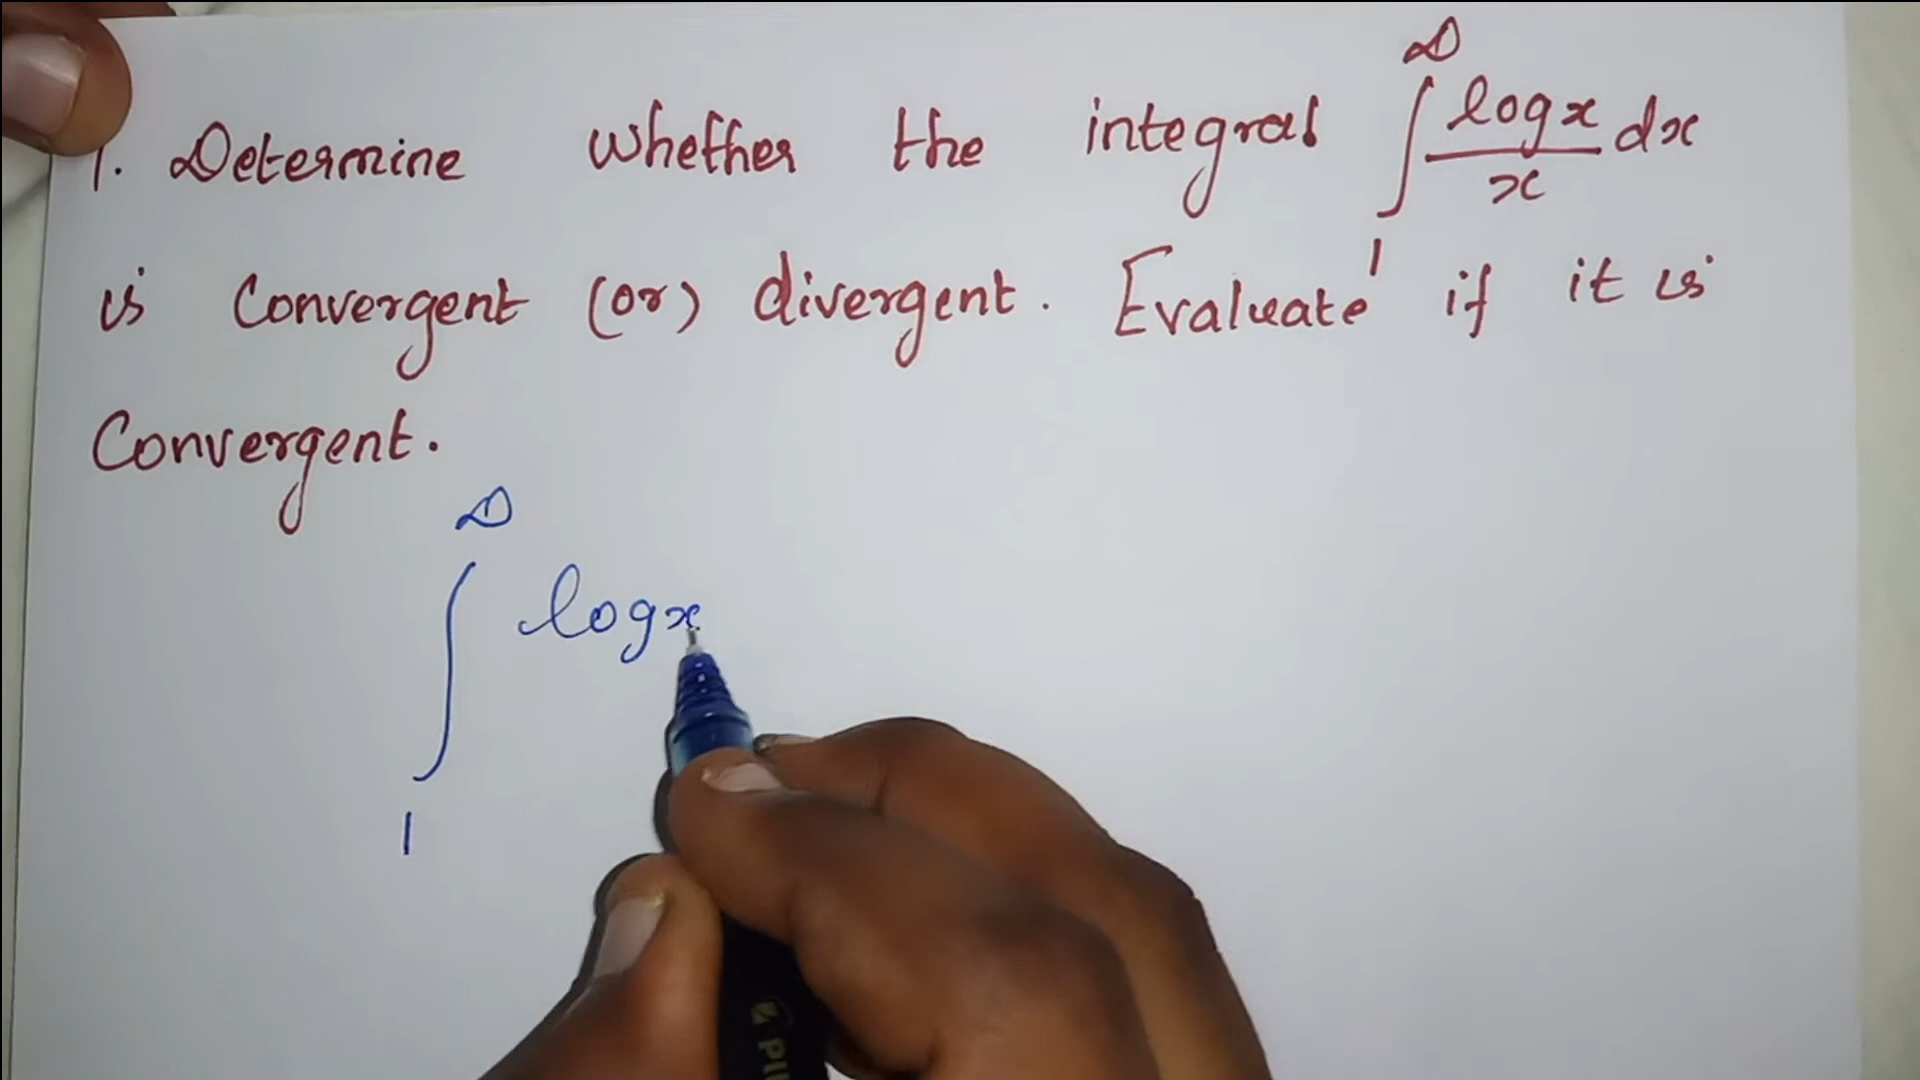 1. Determine whether the integral ∫₁^∞ log x / x dx
is Convergent (or) divergent. Evaluate if it is
Convergent.
∫₁^∞ log x